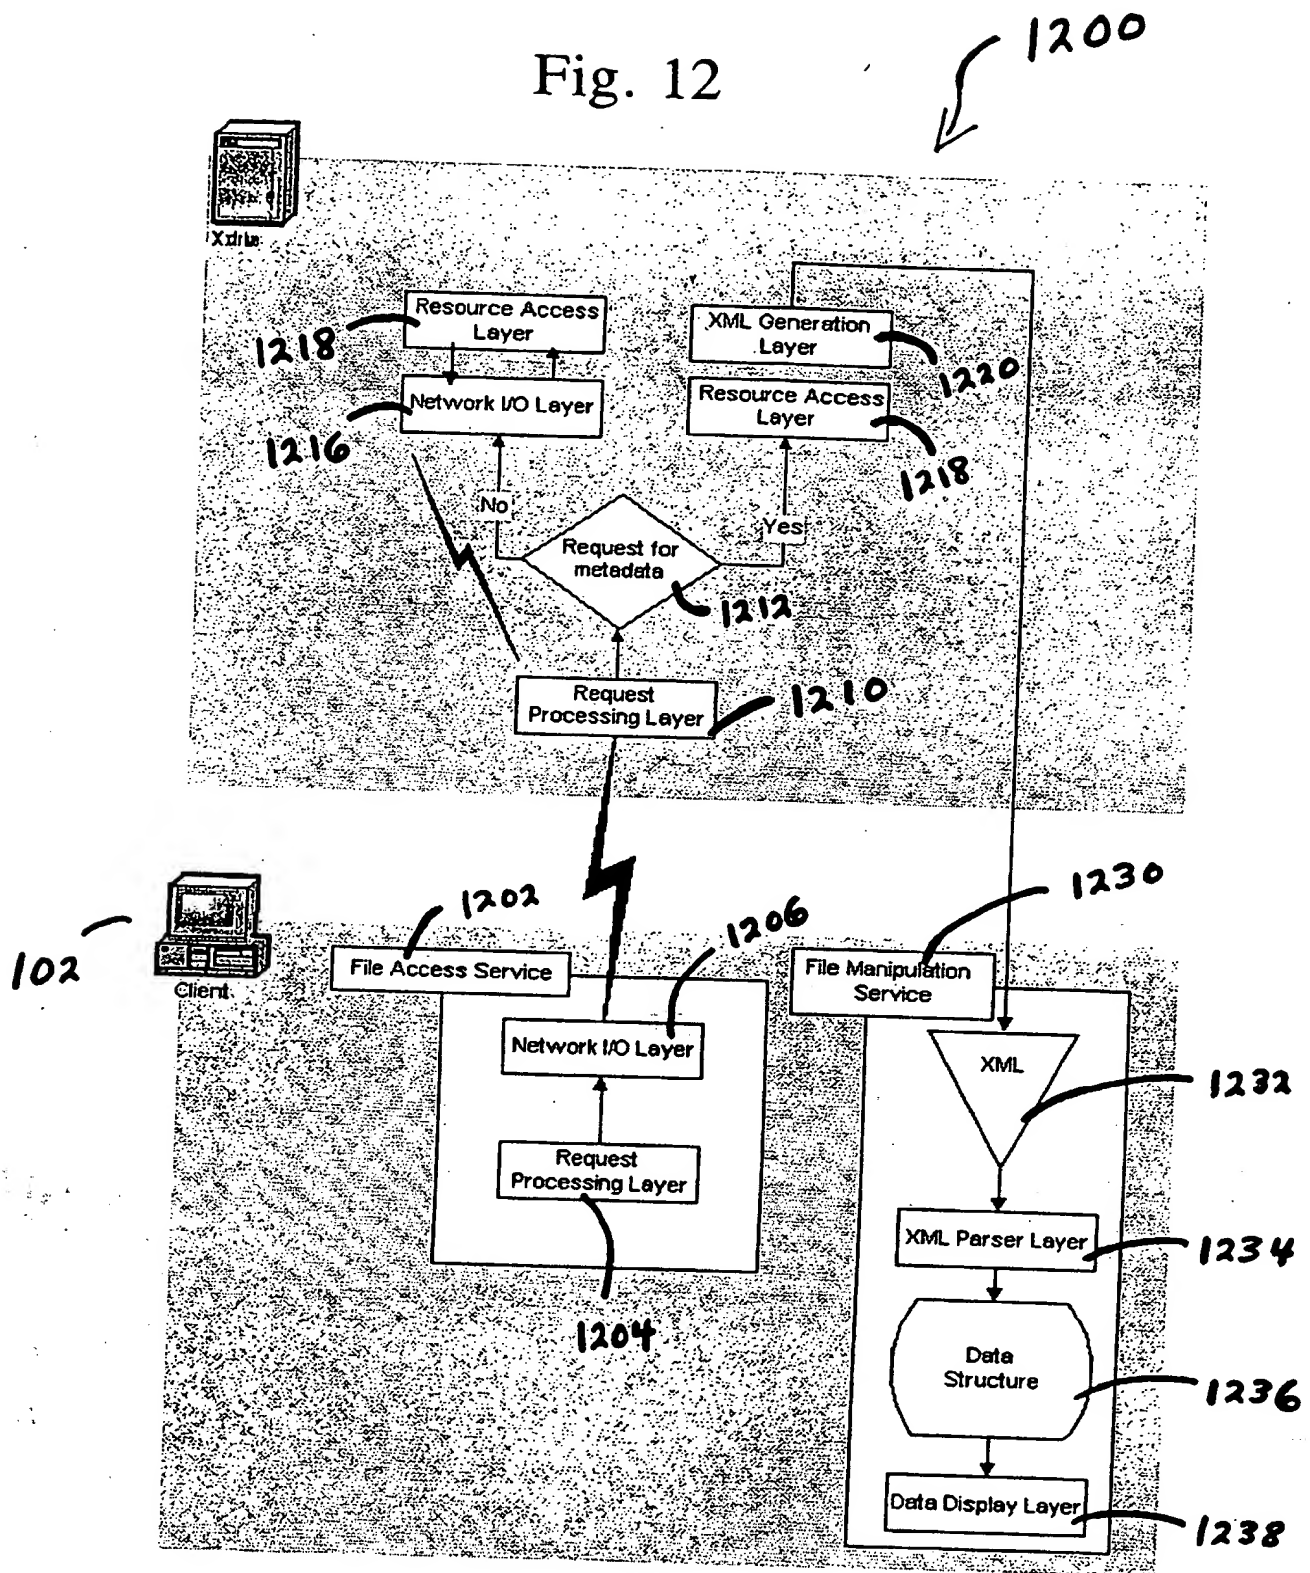 Fig. 12
1200
Resource Access
Layer
1218
Network I/O Layer
1216
XML Generation
Layer
1220
Resource Access
Layer
1218
No
Yes
Request for
metadata
1212
Request
Processing Layer
1210
102
Client
1202
File Access Service
1206
Network I/O Layer
Request
Processing Layer
1204
1230
File Manipulation
Service
XML
1232
XML Parser Layer
1234
Data
Structure
1236
Data Display Layer
1238